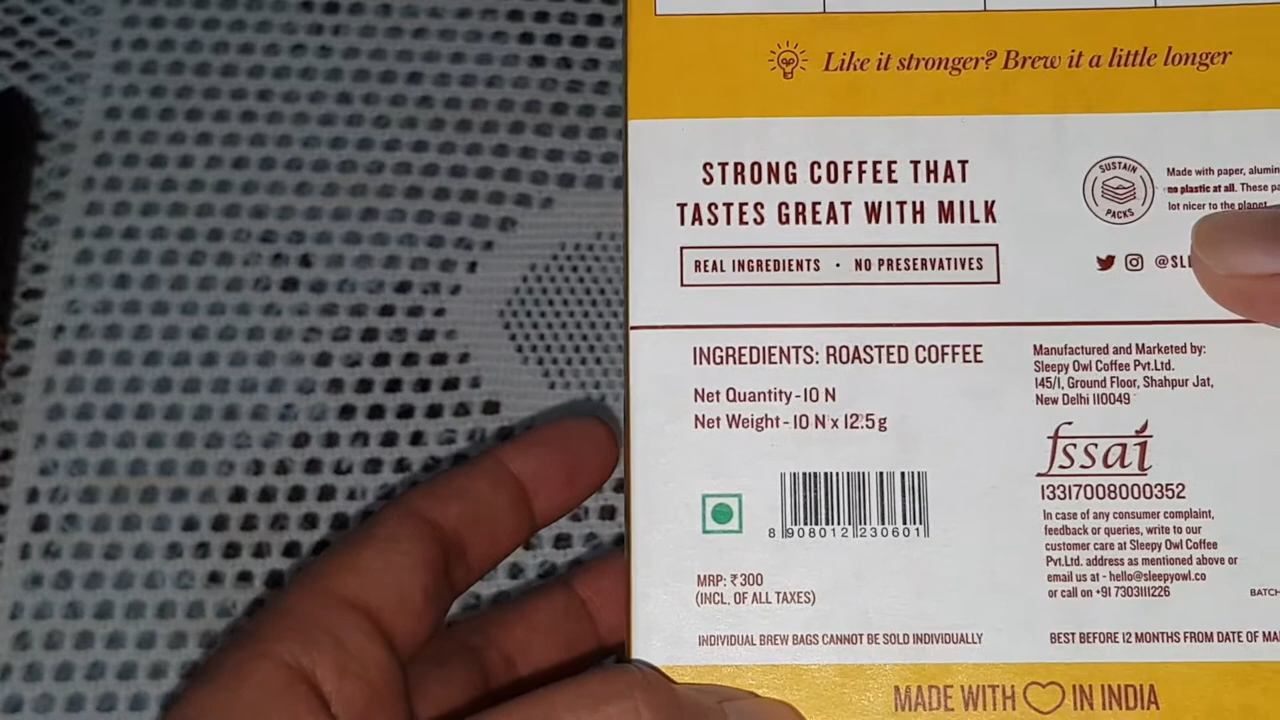 Like it stronger? Brew it a little longer
STRONG COFFEE THAT
TASTES GREAT WITH MILK
REAL INGREDIENTS · NO PRESERVATIVES
SUSTAIN
PACKS
Made with paper, alumin
no plastic at all. These pa
lot nicer to the planet.
@SL
INGREDIENTS: ROASTED COFFEE
Net Quantity - 10 N
Net Weight - 10 N x 12.5g
8 908012 230601
MRP: ₹300
(INCL. OF ALL TAXES)
INDIVIDUAL BREW BAGS CANNOT BE SOLD INDIVIDUALLY
Manufactured and Marketed by:
Sleepy Owl Coffee Pvt.Ltd.
145/1, Ground Floor, Shahpur Jat,
New Delhi 110049
fssai
13317008000352
In case of any consumer complaint,
feedback or queries, write to our
customer care at Sleepy Owl Coffee
Pvt.Ltd. address as mentioned above or
email us at - hello@sleepyowl.co
or call on +91 7303111226
BATCH
BEST BEFORE 12 MONTHS FROM DATE OF MA
MADE WITH IN INDIA